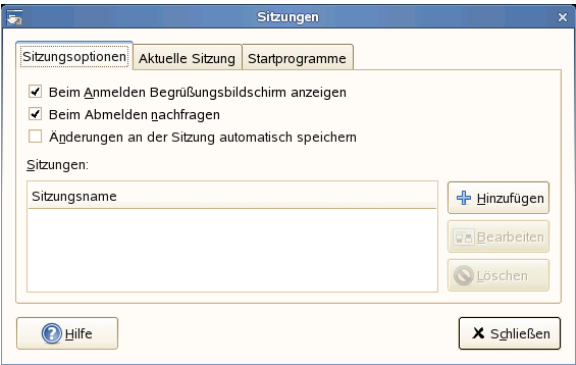 Sitzungen
Sitzungsoptionen Aktuelle Sitzung Startprogramme
Beim Anmelden Begrüßungsbildschirm anzeigen
Beim Abmelden nachfragen
Änderungen an der Sitzung automatisch speichern
Sitzungen:
Sitzungsname
Hinzufügen
Bearbeiten
Löschen
Hilfe
Schließen